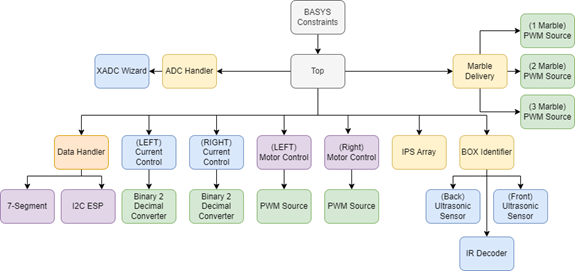 BASYS
Constraints
(1 Marble)
PWM Source
XADC Wizard
ADC Handler
Top
Marble
Delivery
(2 Marble)
PWM Source
(3 Marble)
PWM Source
Data Handler
(LEFT)
Current
Control
(RIGHT)
Current
Control
(LEFT)
Motor Control
(Right)
Motor Control
IPS Array
BOX Identifier
7-Segment
I2C ESP
Binary 2
Decimal
Converter
Binary 2
Decimal
Converter
PWM Source
PWM Source
(Back)
Ultrasonic
Sensor
(Front)
Ultrasonic
Sensor
IR Decoder